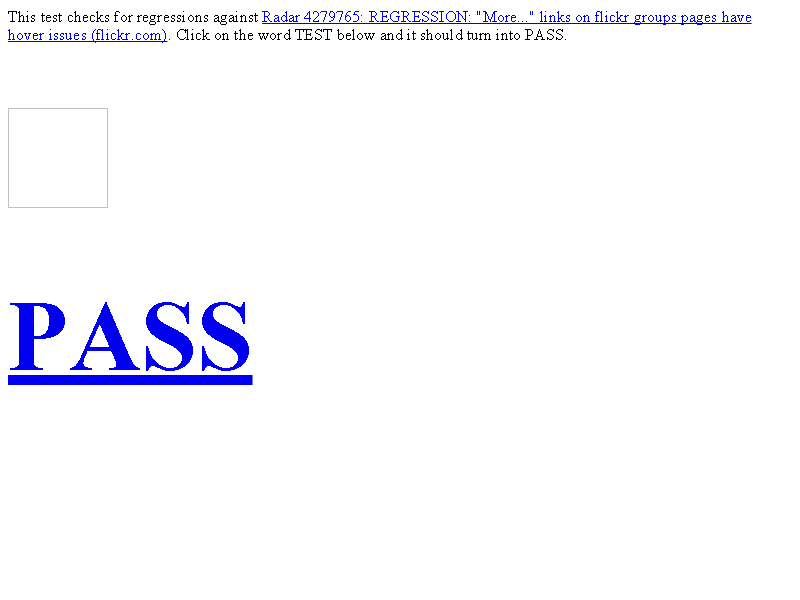 This test checks for regressions against Radar 4279765: REGRESSION: "More..." links on flickr groups pages have
hover issues (flickr.com). Click on the word TEST below and it should turn into PASS.
PASS